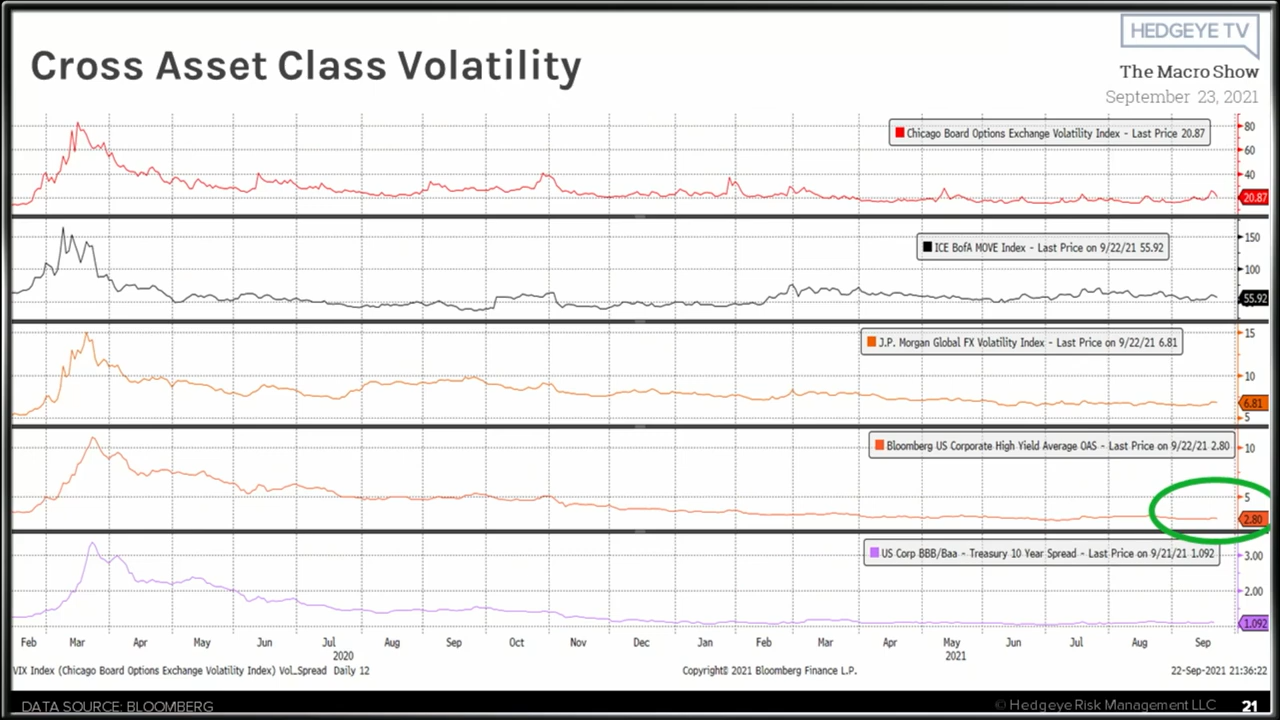 HEDGEYE TV
Cross Asset Class Volatility
The Macro Show
September 23, 2021
Chicago Board Options Exchange Volatility Index - Last Price 20.87
80
60
40
20.87
ICE BofA MOVE Index - Last Price on 9/22/21 55.92
150
100
55.92
J.P. Morgan Global FX Volatility Index - Last Price on 9/22/21 6.81
15
10
6.81
5
Bloomberg US Corporate High Yield Average OAS - Last Price on 9/22/21 2.80
10
5
2.80
US Corp BBB/Baa - Treasury 10 Year Spread - Last Price on 9/21/21 1.092
3.00
2.00
1.092
Feb Mar Apr May Jun Jul Aug Sep Oct Nov Dec Jan Feb Mar Apr May Jun Jul Aug Sep
2020 2021
VIX Index (Chicago Board Options Exchange Volatility Index) Vol_Spread Daily 12 Copyright© 2021 Bloomberg Finance L.P. 22-Sep-2021 21:36:22
DATA SOURCE: BLOOMBERG © Hedgeye Risk Management LLC 21